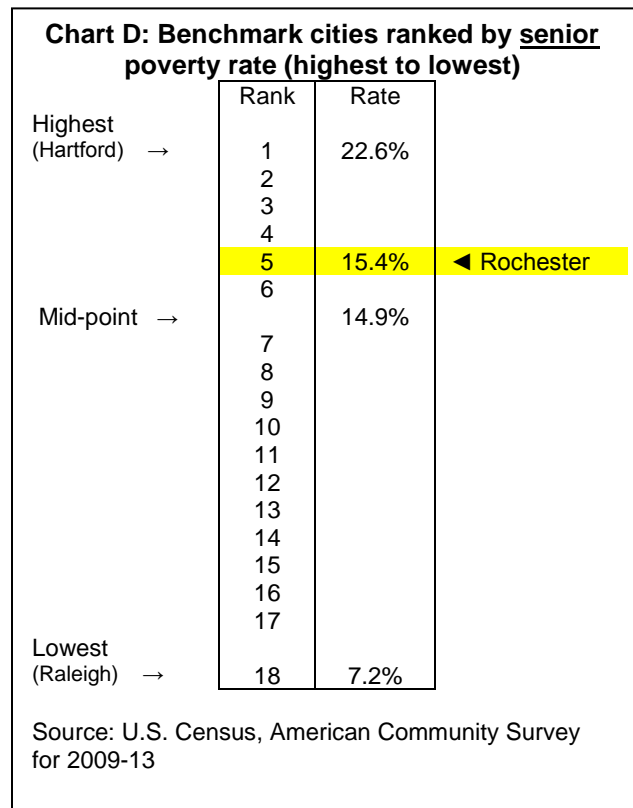 Chart D: Benchmark cities ranked by senior
poverty rate (highest to lowest)
Rank Rate
Highest
(Hartford) → 1 22.6%
2
3
4
5 15.4% ◄ Rochester
6
Mid-point → 14.9%
7
8
9
10
11
12
13
14
15
16
17
Lowest
(Raleigh) → 18 7.2%
Source: U.S. Census, American Community Survey
for 2009-13